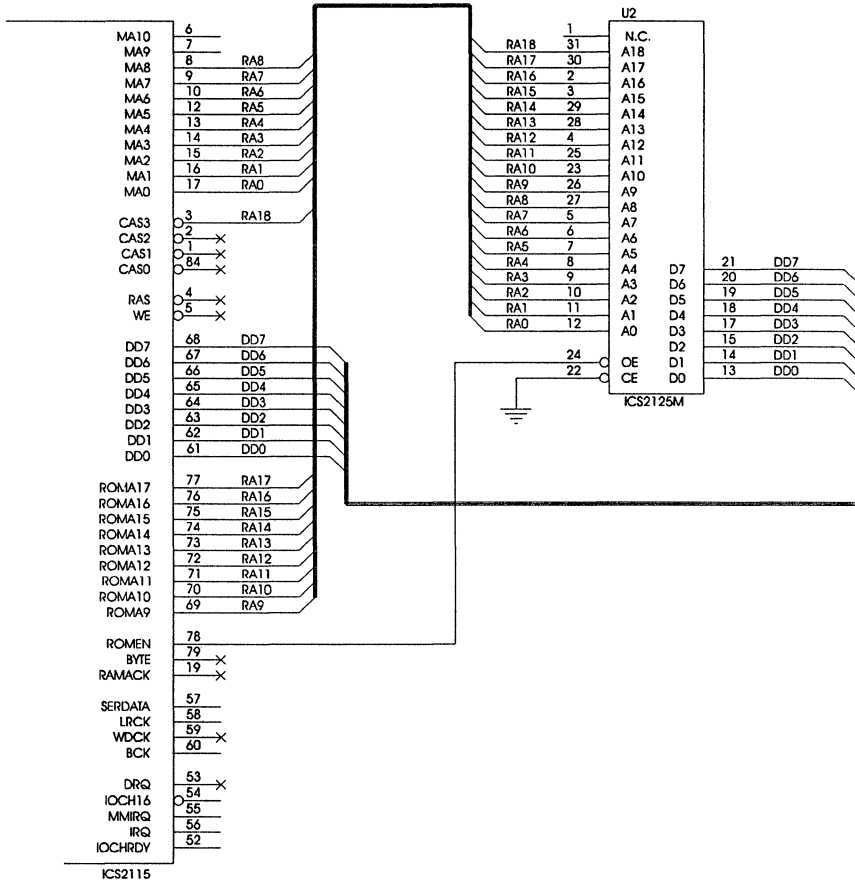 MA10 6
MA9 7
MA8 8 RA8
MA7 9 RA7
MA6 10 RA6
MA5 12 RA5
MA4 13 RA4
MA3 14 RA3
MA2 15 RA2
MA1 16 RA1
MA0 17 RA0
CAS3 3 RA18
CAS2 2
CAS1 1
CAS0 84
RAS 4
WE 5
DD7 68 DD7
DD6 67 DD6
DD5 66 DD5
DD4 65 DD4
DD3 64 DD3
DD2 63 DD2
DD1 62 DD1
DD0 61 DD0
ROMA17 77 RA17
ROMA16 76 RA16
ROMA15 75 RA15
ROMA14 74 RA14
ROMA13 73 RA13
ROMA12 72 RA12
ROMA11 71 RA11
ROMA10 70 RA10
ROMA9 69 RA9
ROMEN 78
BYTE 79
RAMACK 19
SERDATA 57
LRCK 58
WDCK 59
BCK 60
DRQ 53
IOCH16 54
MMIRQ 55
IRQ 56
IOCHRDY 52
ICS2115
U2
1 N.C.
RA18 31 A18
RA17 30 A17
RA16 2 A16
RA15 3 A15
RA14 29 A14
RA13 28 A13
RA12 4 A12
RA11 25 A11
RA10 23 A10
RA9 26 A9
RA8 27 A8
RA7 5 A7
RA6 6 A6
RA5 7 A5
RA4 8 A4 D7 21 DD7
RA3 9 A3 D6 20 DD6
RA2 10 A2 D5 19 DD5
RA1 11 A1 D4 18 DD4
RA0 12 A0 D3 17 DD3
D2 15 DD2
24 OE D1 14 DD1
22 CE D0 13 DD0
ICS2125M